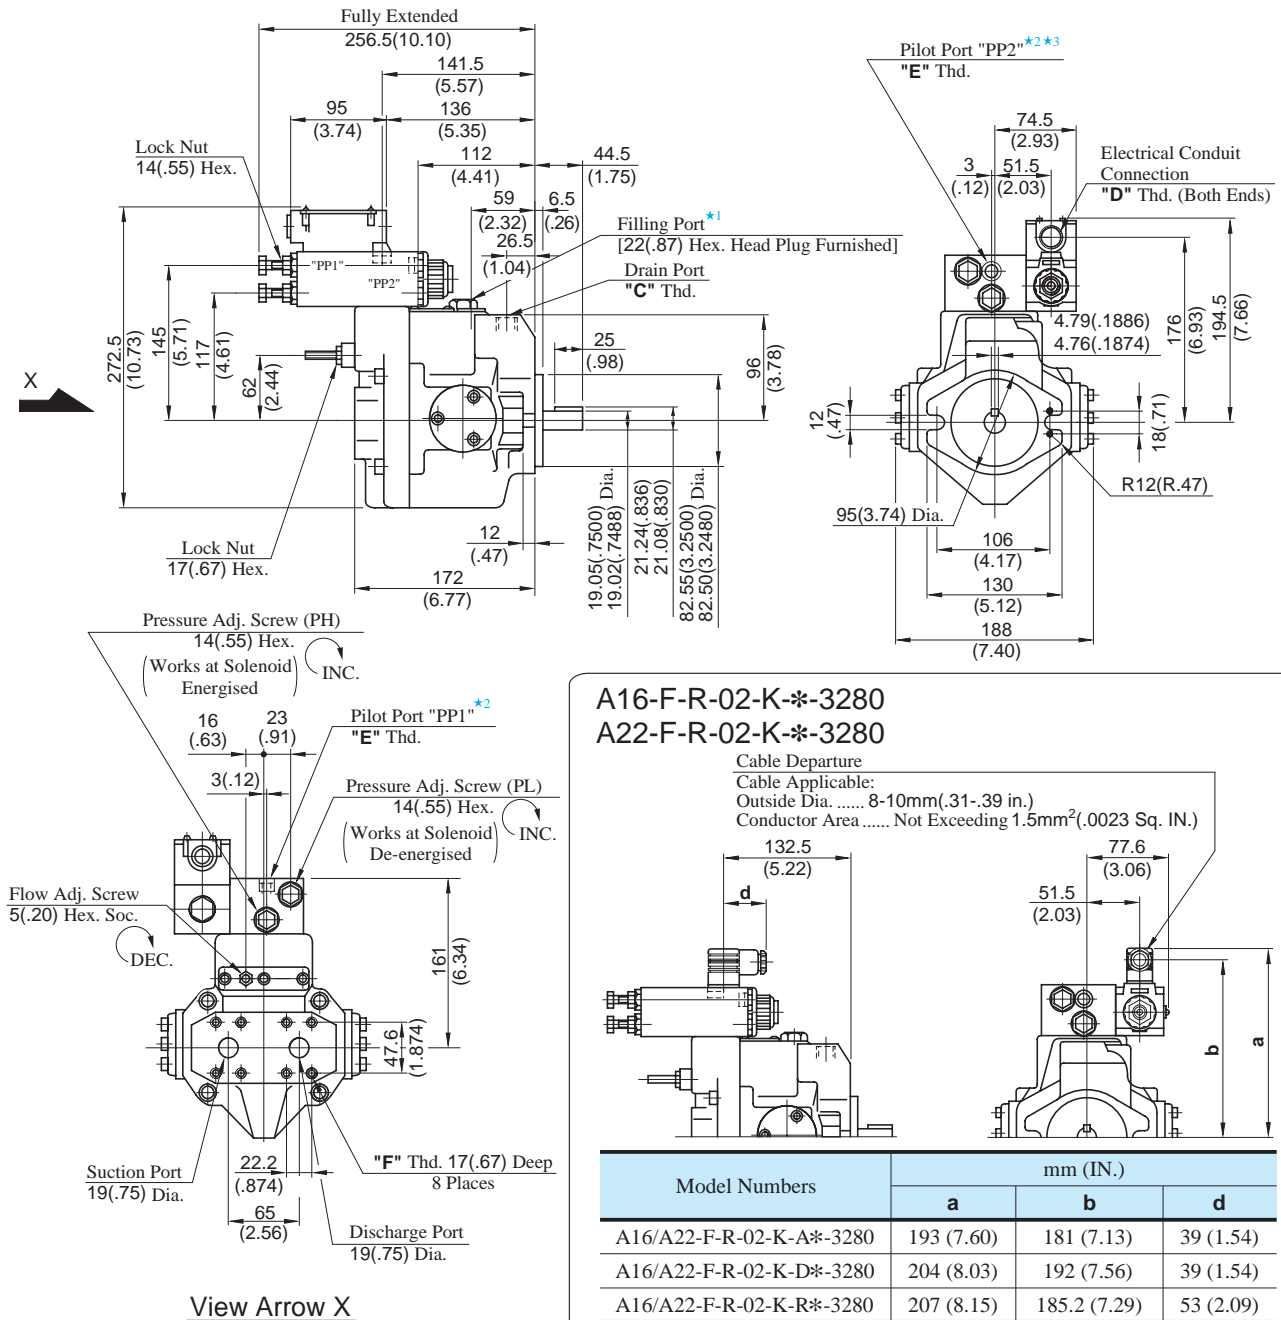 Fully Extended
256.5(10.10)
141.5
(5.57)
95
(3.74)
136
(5.35)
Lock Nut
14(.55) Hex.
112
(4.41)
44.5
(1.75)
59
(2.32)
6.5
(.26)
26.5
(1.04)
Filling Port★1
[22(.87) Hex. Head Plug Furnished]
Drain Port
"C" Thd.
"PP1"
"PP2"
272.5
(10.73)
145
(5.71)
117
(4.61)
62
(2.44)
X
25
(.98)
96
(3.78)
Lock Nut
17(.67) Hex.
12
(.47)
172
(6.77)
19.05(.7500) Dia.
19.02(.7488)
21.24(.836)
21.08(.830)
82.55(3.2500) Dia.
82.50(3.2480)
Pilot Port "PP2"★2★3
"E" Thd.
74.5
(2.93)
3
(.12)
51.5
(2.03)
Electrical Conduit
Connection
"D" Thd. (Both Ends)
4.79(.1886)
4.76(.1874)
176
(6.93)
194.5
(7.66)
12
(.47)
18(.71)
R12(R.47)
95(3.74) Dia.
106
(4.17)
130
(5.12)
188
(7.40)
Pressure Adj. Screw (PH)
14(.55) Hex.
(Works at Solenoid
Energised)
INC.
16
(.63)
23
(.91)
Pilot Port "PP1"★2
"E" Thd.
3(.12)
Pressure Adj. Screw (PL)
14(.55) Hex.
(Works at Solenoid
De-energised)
INC.
Flow Adj. Screw
5(.20) Hex. Soc.
DEC.
161
(6.34)
47.6
(1.874)
Suction Port
19(.75) Dia.
22.2
(.874)
"F" Thd. 17(.67) Deep
8 Places
65
(2.56)
Discharge Port
19(.75) Dia.
View Arrow X
A16-F-R-02-K-✻-3280
A22-F-R-02-K-✻-3280
Cable Departure
Cable Applicable:
Outside Dia. ...... 8-10mm(.31-.39 in.)
Conductor Area ...... Not Exceeding 1.5mm²(.0023 Sq. IN.)
132.5
(5.22)
d
77.6
(3.06)
51.5
(2.03)
b
a
Model Numbers mm (IN.)
a b d
A16/A22-F-R-02-K-A✻-3280 193 (7.60) 181 (7.13) 39 (1.54)
A16/A22-F-R-02-K-D✻-3280 204 (8.03) 192 (7.56) 39 (1.54)
A16/A22-F-R-02-K-R✻-3280 207 (8.15) 185.2 (7.29) 53 (2.09)